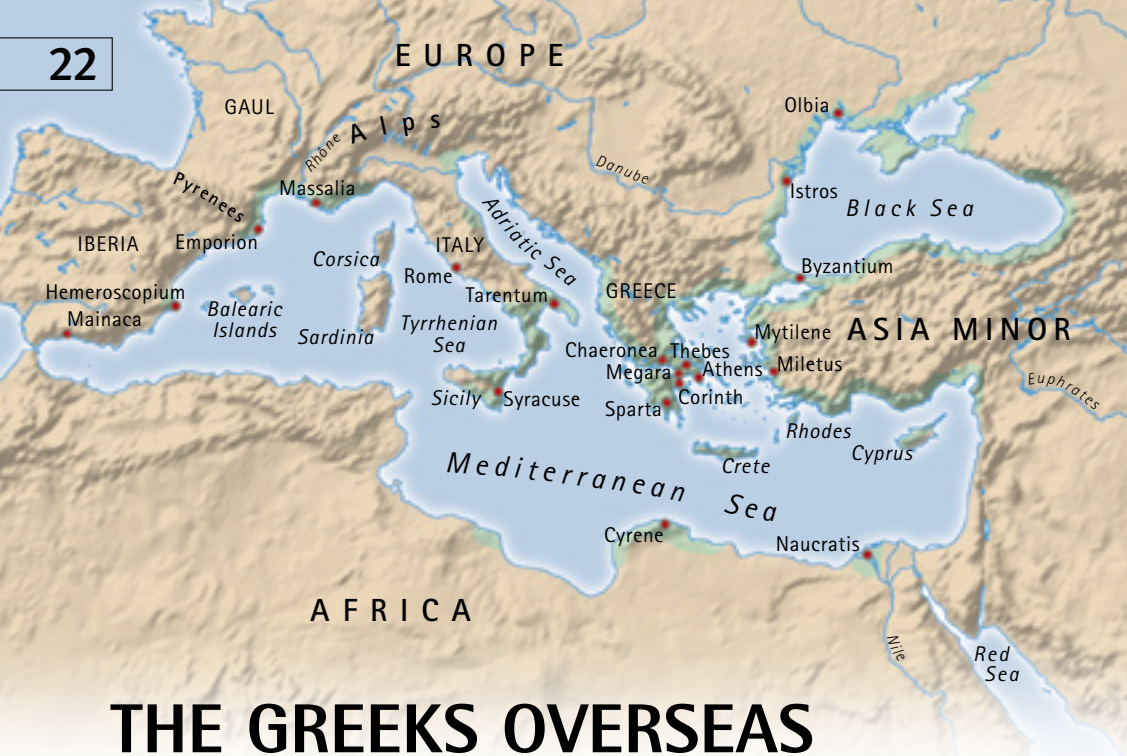 EUROPE
22
GAUL
Olbia
Alps
Rhône
Danube
Pyrenees
Massalia
Istros
Adriatic Sea
Black Sea
IBERIA
Emporion
Corsica
ITALY
Rome
Byzantium
Hemeroscopium
Balearic
Islands
Tarentum
GREECE
Mainaca
Sardinia
Tyrrhenian
Sea
Mytilene
ASIA MINOR
Chaeronea
Thebes
Megara
Athens
Miletus
Euphrates
Sicily
Syracuse
Sparta
Corinth
Rhodes
Cyprus
Crete
Mediterranean Sea
Cyrene
Naucratis
AFRICA
Nile
Red
Sea
THE GREEKS OVERSEAS